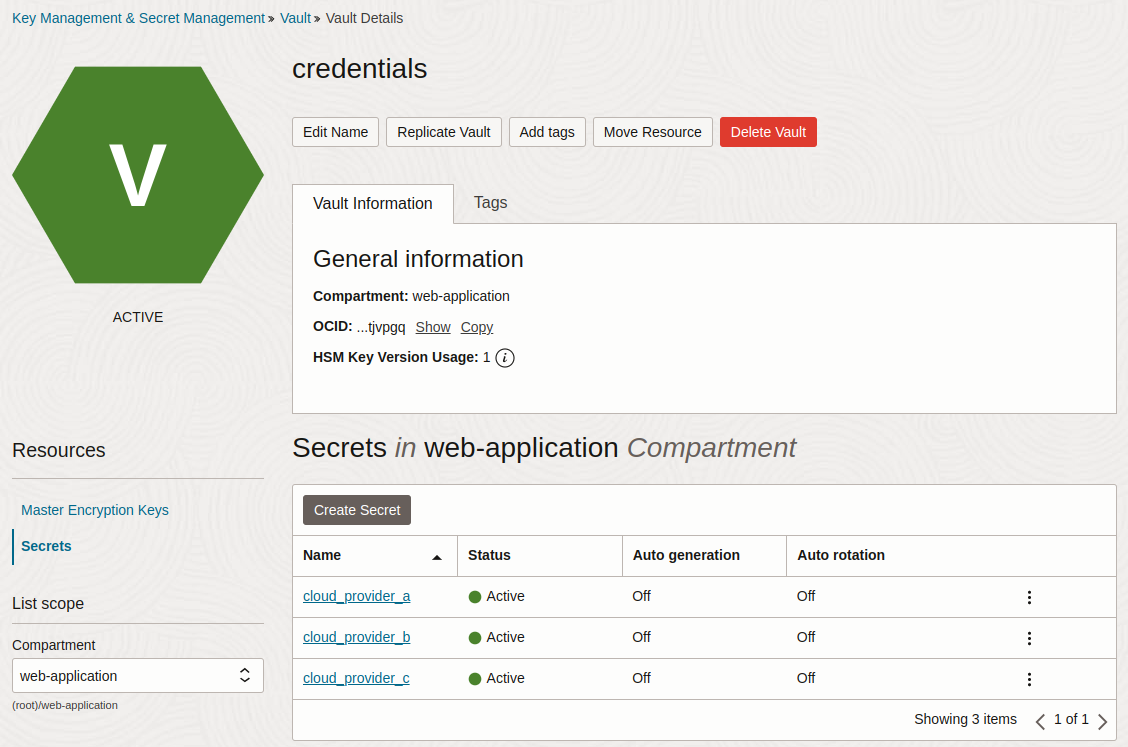 Key Management & Secret Management » Vault » Vault Details
V
ACTIVE
credentials
Edit Name Replicate Vault Add tags Move Resource Delete Vault
Vault Information Tags
General information
Compartment: web-application
OCID: ...tjvpgq Show Copy
HSM Key Version Usage: 1 i
Resources
Master Encryption Keys
Secrets
List scope
Compartment
web-application
(root)/web-application
Secrets in web-application Compartment
Create Secret
Name Status Auto generation Auto rotation
cloud_provider_a Active Off Off
cloud_provider_b Active Off Off
cloud_provider_c Active Off Off
Showing 3 items 1 of 1